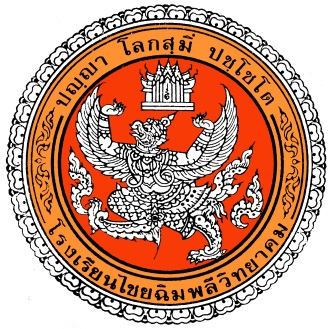 ปญฺญา โลกสฺมิํ ปชฺโชโต
โรงเรียนไชยฉิมพลีวิทยาคม